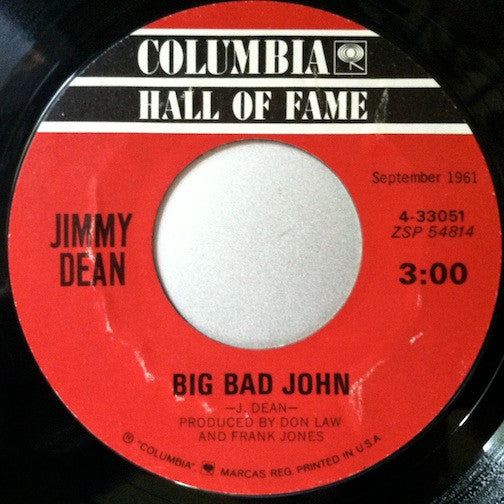 COLUMBIA
HALL OF FAME
September 1961
JIMMY
DEAN
4-33051
ZSP 54814
3:00
BIG BAD JOHN
—J. DEAN—
PRODUCED BY DON LAW
AND FRANK JONES
Ⓟ "COLUMBIA" MARCAS REG. PRINTED IN U.S.A.